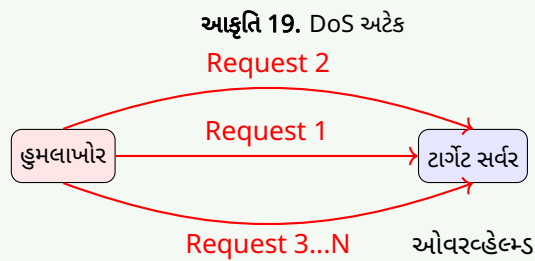 આકૃતિ 19. DoS અટેક
Request 2
Request 1
હુમલાખોર
ટાર્ગેટ સર્વર
Request 3...N
ઓવરવ્હેલ્મ્ડ